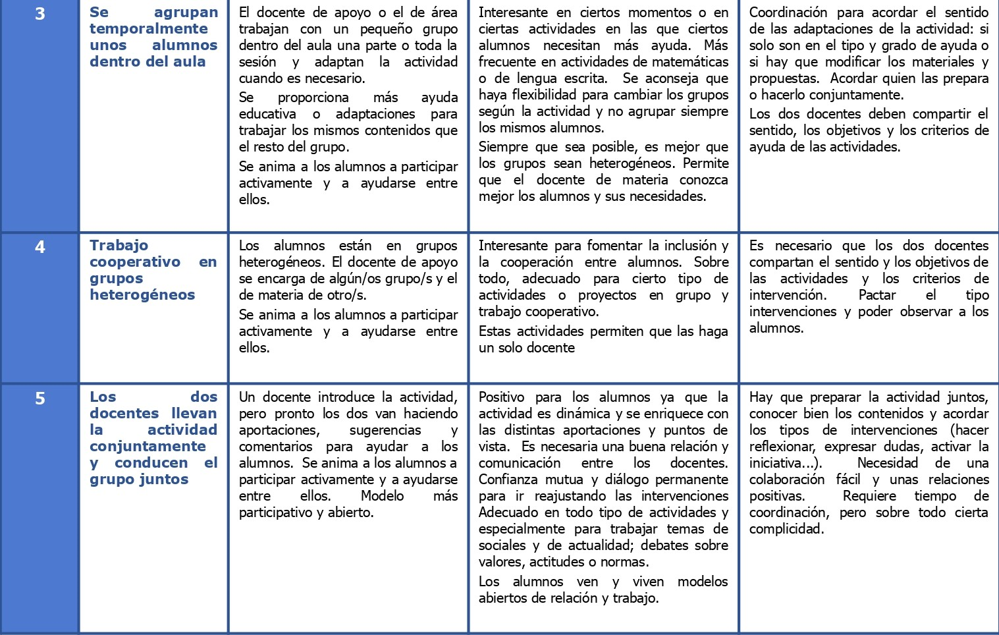 3
Se agrupan
temporalmente
unos alumnos
dentro del aula
El docente de apoyo o el de área
trabajan con un pequeño grupo
dentro del aula una parte o toda la
sesión y adaptan la actividad
cuando es necesario.
Se proporciona más ayuda
educativa o adaptaciones para
trabajar los mismos contenidos que
el resto del grupo.
Se anima a los alumnos a participar
activamente y a ayudarse entre
ellos.
Interesante en ciertos momentos o en
ciertas actividades en las que ciertos
alumnos necesitan más ayuda. Más
frecuente en actividades de matemáticas
o de lengua escrita. Se aconseja que
haya flexibilidad para cambiar los grupos
según la actividad y no agrupar siempre
los mismos alumnos.
Siempre que sea posible, es mejor que
los grupos sean heterogéneos. Permite
que el docente de materia conozca
mejor los alumnos y sus necesidades.
Coordinación para acordar el sentido
de las adaptaciones de la actividad: si
solo son en el tipo y grado de ayuda o
si hay que modificar los materiales y
propuestas. Acordar quien las prepara
o hacerlo conjuntamente.
Los dos docentes deben compartir el
sentido, los objetivos y los criterios de
ayuda de las actividades.
4
Trabajo
cooperativo en
grupos
heterogéneos
Los alumnos están en grupos
heterogéneos. El docente de apoyo
se encarga de algún/os grupo/s y el
de materia de otro/s.
Se anima a los alumnos a participar
activamente y a ayudarse entre
ellos.
Interesante para fomentar la inclusión y
la cooperación entre alumnos. Sobre
todo, adecuado para cierto tipo de
actividades o proyectos en grupo y
trabajo cooperativo.
Estas actividades permiten que las haga
un solo docente
Es necesario que los dos docentes
compartan el sentido y los objetivos de
las actividades y los criterios de
intervención. Pactar el tipo
intervenciones y poder observar a los
alumnos.
5
Los dos
docentes llevan
la actividad
conjuntamente
y conducen el
grupo juntos
Un docente introduce la actividad,
pero pronto los dos van haciendo
aportaciones, sugerencias y
comentarios para ayudar a los
alumnos. Se anima a los alumnos a
participar activamente y a ayudarse
entre ellos. Modelo más
participativo y abierto.
Positivo para los alumnos ya que la
actividad es dinámica y se enriquece con
las distintas aportaciones y puntos de
vista. Es necesaria una buena relación y
comunicación entre los docentes.
Confianza mutua y diálogo permanente
para ir reajustando las intervenciones
Adecuado en todo tipo de actividades y
especialmente para trabajar temas de
sociales y de actualidad; debates sobre
valores, actitudes o normas.
Los alumnos ven y viven modelos
abiertos de relación y trabajo.
Hay que preparar la actividad juntos,
conocer bien los contenidos y acordar
los tipos de intervenciones (hacer
reflexionar, expresar dudas, activar la
iniciativa...). Necesidad de una
colaboración fácil y unas relaciones
positivas. Requiere tiempo de
coordinación, pero sobre todo cierta
complicidad.